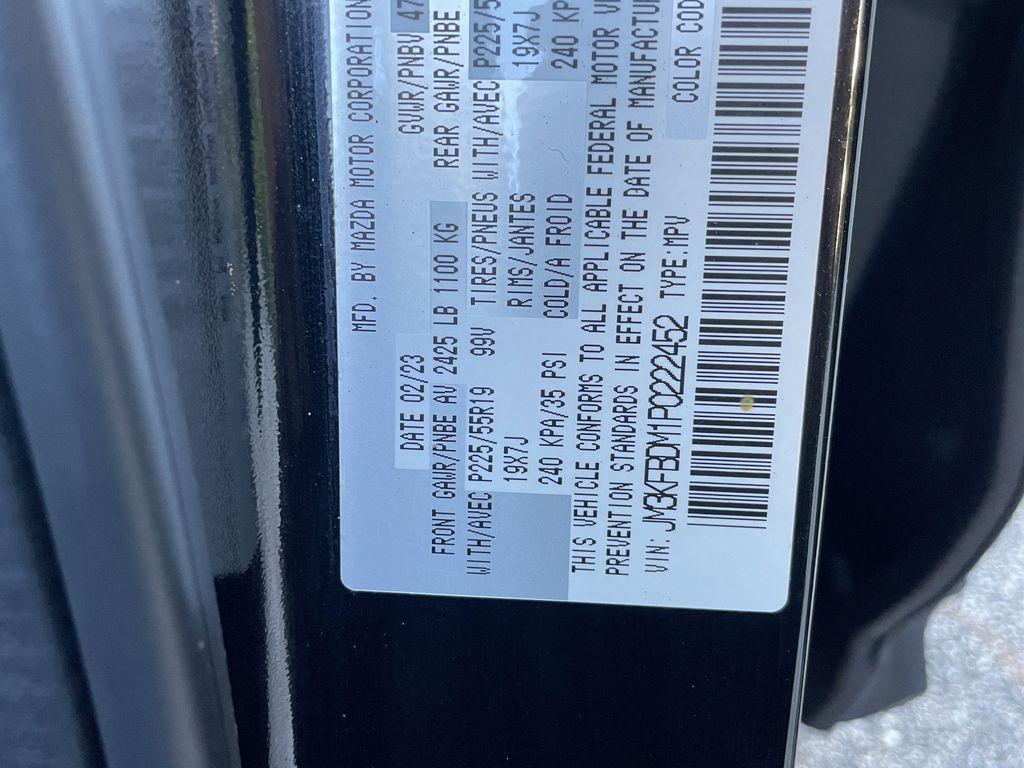 MFD. BY MAZDA MOTOR CORPORATION
DATE 02/23 GVWR/PNBV 47
FRONT GAWR/PNBE AV 2425 LB 1100 KG REAR GAWR/PNBE
WITH/AVEC P225/55R19 99V TIRES/PNEUS WITH/AVEC P225/5
19X7J RIMS/JANTES 19X7J
240 KPA/35 PSI COLD/A FROID 240 KP
THIS VEHICLE CONFORMS TO ALL APPLICABLE FEDERAL MOTOR VE
PREVENTION STANDARDS IN EFFECT ON THE DATE OF MANUFACTUR
VIN: JM3KFBDM1P0222452 TYPE:MPV COLOR COD